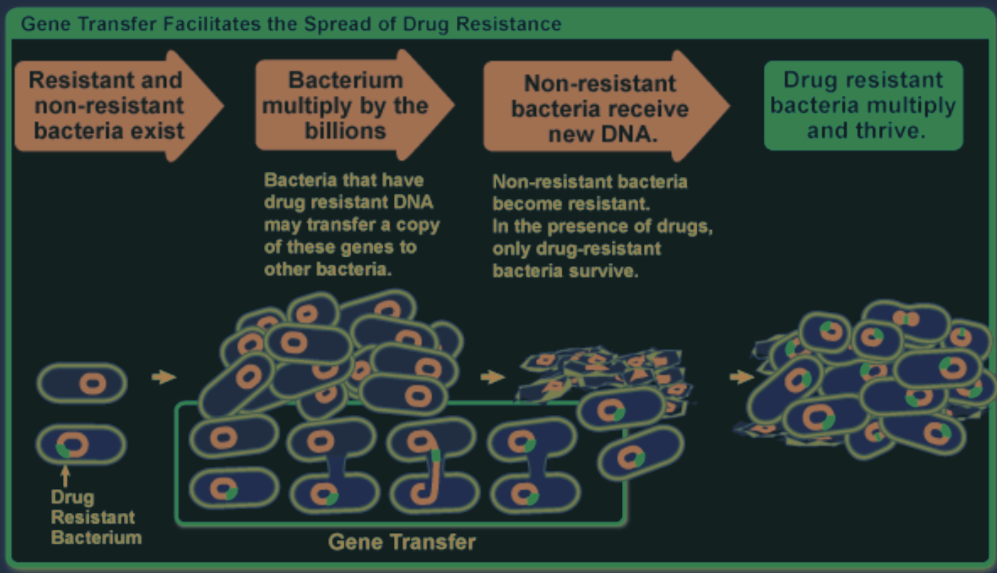 Gene Transfer Facilitates the Spread of Drug Resistance
Resistant and
non-resistant
bacteria exist
Bacterium
multiply by the
billions
Non-resistant
bacteria receive
new DNA.
Drug resistant
bacteria multiply
and thrive.
Bacteria that have
drug resistant DNA
may transfer a copy
of these genes to
other bacteria.
Non-resistant bacteria
become resistant.
In the presence of drugs,
only drug-resistant
bacteria survive.
Drug
Resistant
Bacterium
Gene Transfer